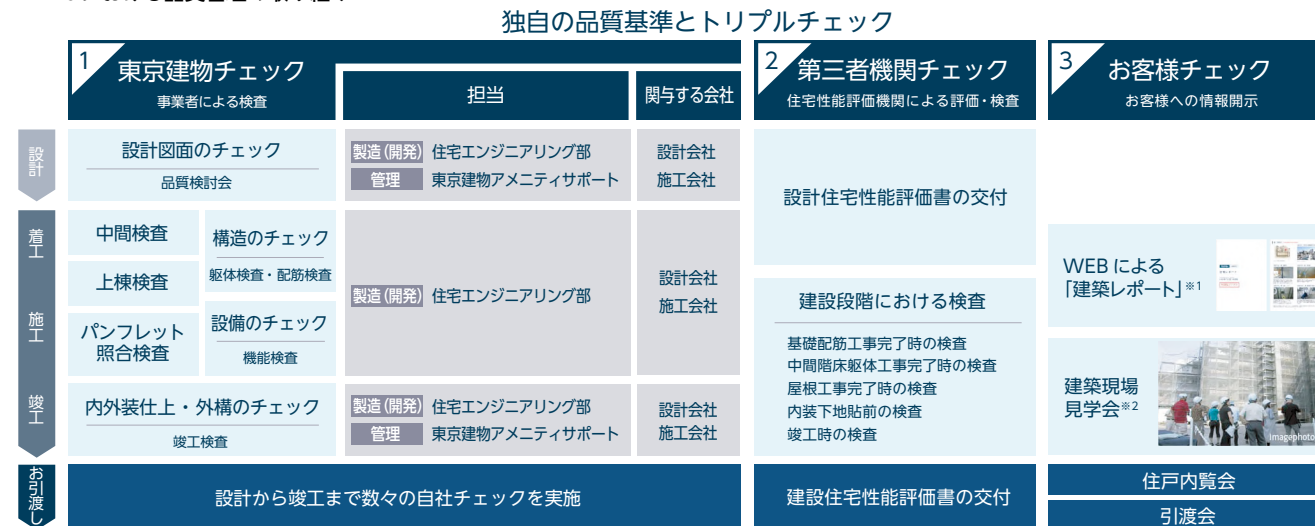 独自の品質基準とトリプルチェック
1
東京建物チェック
事業者による検査
担当
関与する会社
2
第三者機関チェック
住宅性能評価機関による評価・検査
3
お客様チェック
お客様への情報開示
設計
設計図面のチェック
品質検討会
製造(開発) 住宅エンジニアリング部
管理 東京建物アメニティサポート
設計会社
施工会社
設計住宅性能評価書の交付
着工
施工
竣工
中間検査
上棟検査
パンフレット
照合検査
構造のチェック
躯体検査・配筋検査
設備のチェック
機能検査
製造(開発) 住宅エンジニアリング部
設計会社
施工会社
建設段階における検査
基礎配筋工事完了時の検査
中間階床躯体工事完了時の検査
屋根工事完了時の検査
内装下地貼前の検査
竣工時の検査
WEBによる
「建築レポート」※1
建築現場
見学会※2
Imagephoto
内外装仕上・外構のチェック
竣工検査
製造(開発) 住宅エンジニアリング部
管理 東京建物アメニティサポート
設計会社
施工会社
お引渡し
設計から竣工まで数々の自社チェックを実施
建設住宅性能評価書の交付
住戸内覧会
引渡会